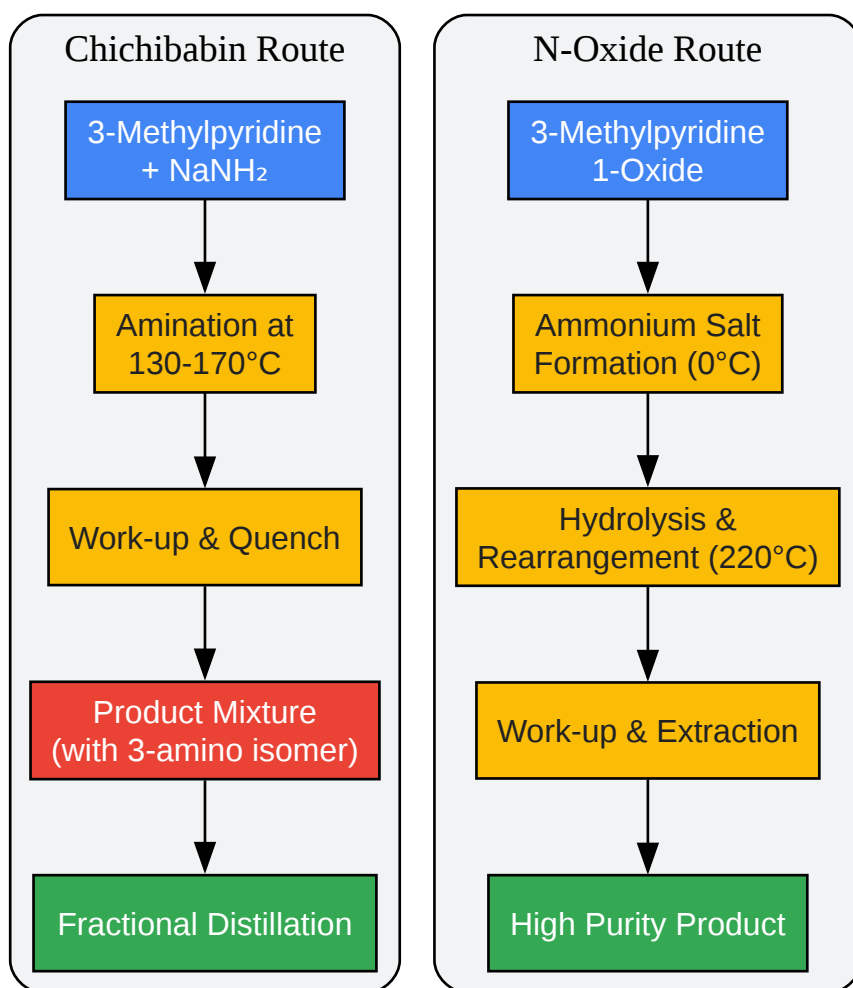 Chichibabin Route
3-Methylpyridine
+ NaNH₂
Amination at
130-170°C
Work-up & Quench
Product Mixture
(with 3-amino isomer)
Fractional Distillation
N-Oxide Route
3-Methylpyridine
1-Oxide
Ammonium Salt
Formation (0°C)
Hydrolysis &
Rearrangement (220°C)
Work-up & Extraction
High Purity Product